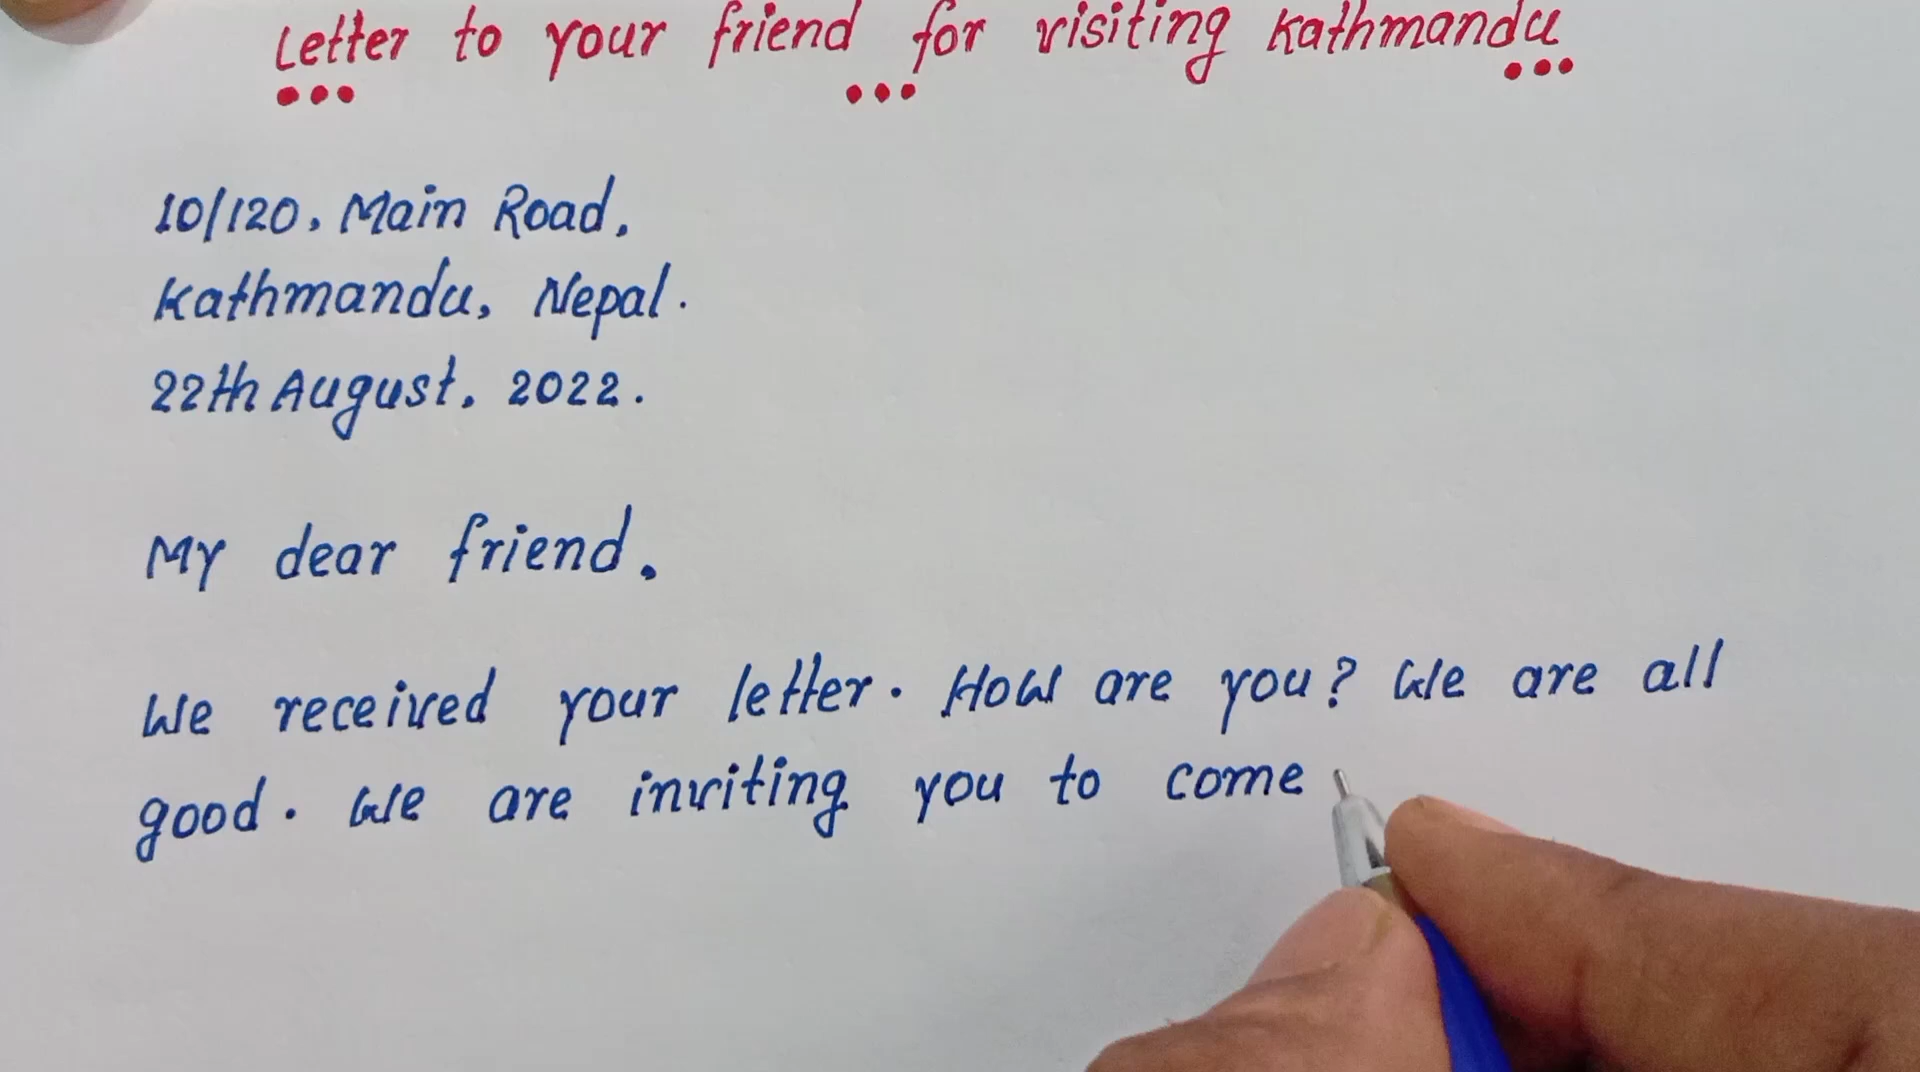 Letter to your friend for visiting Kathmandu
10/120, Main Road,
Kathmandu, Nepal.
22th August, 2022.
My dear friend,
We received your letter. How are you? We are all
good. We are inviting you to come